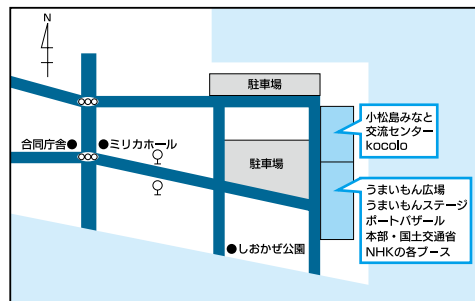 N
駐車場
小松島みなと
交流センター
kocolo
合同庁舎
ミリカホール
駐車場
うまいもん広場
うまいもんステージ
ポートバザール
本部・国土交通省
NHKの各ブース
しおかぜ公園